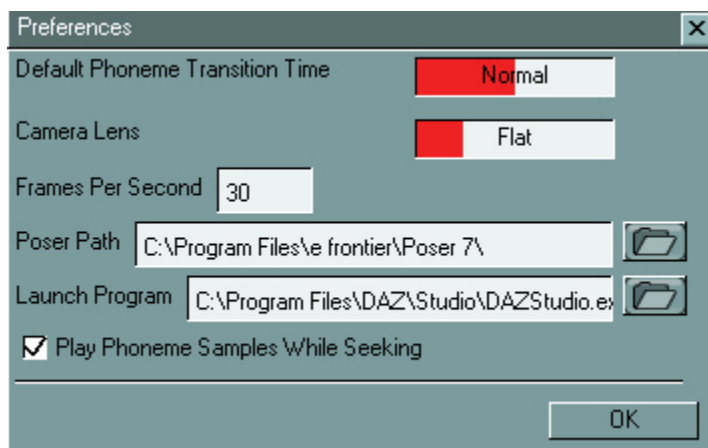 Preferences
Default Phoneme Transition Time Normal
Camera Lens Flat
Frames Per Second 30
Poser Path C:\Program Files\e frontier\Poser 7\
Launch Program C:\Program Files\DAZ\Studio\DAZStudio.ex
Play Phoneme Samples While Seeking
OK